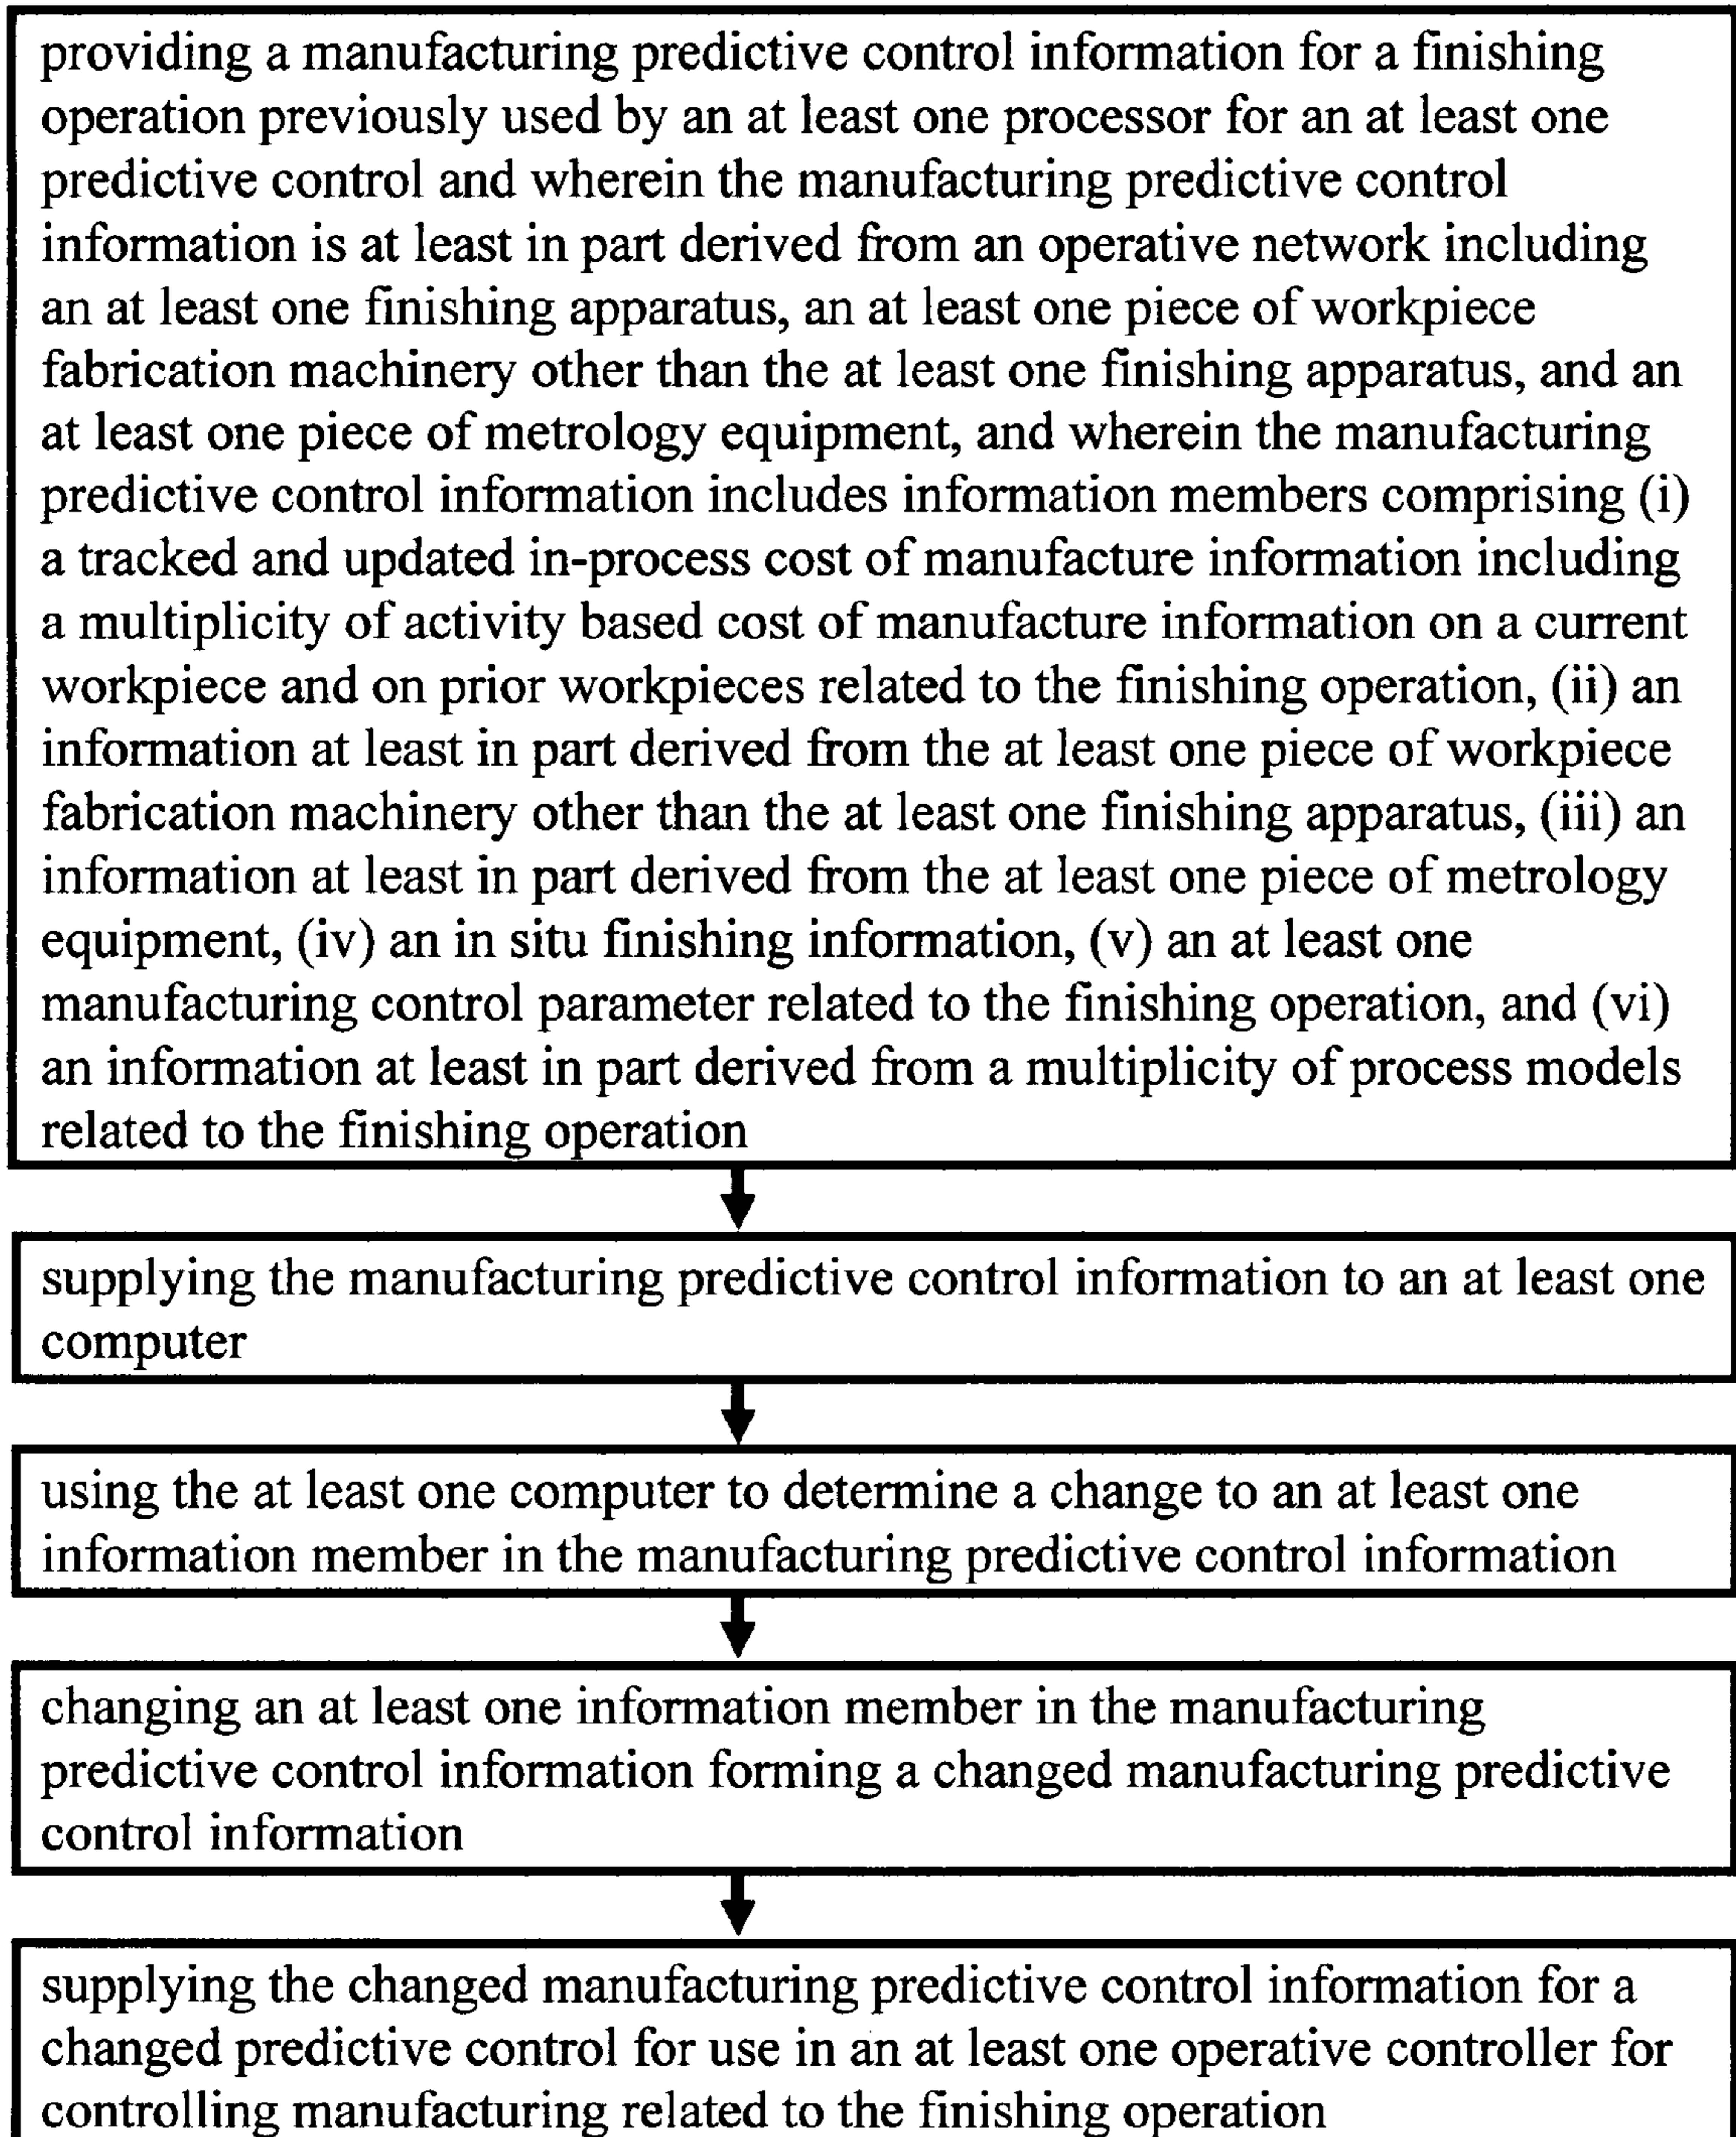 providing a manufacturing predictive control information for a finishing
operation previously used by an at least one processor for an at least one
predictive control and wherein the manufacturing predictive control
information is at least in part derived from an operative network including
an at least one finishing apparatus, an at least one piece of workpiece
fabrication machinery other than the at least one finishing apparatus, and an
at least one piece of metrology equipment, and wherein the manufacturing
predictive control information includes information members comprising (i)
a tracked and updated in-process cost of manufacture information including
a multiplicity of activity based cost of manufacture information on a current
workpiece and on prior workpieces related to the finishing operation, (ii) an
information at least in part derived from the at least one piece of workpiece
fabrication machinery other than the at least one finishing apparatus, (iii) an
information at least in part derived from the at least one piece of metrology
equipment, (iv) an in situ finishing information, (v) an at least one
manufacturing control parameter related to the finishing operation, and (vi)
an information at least in part derived from a multiplicity of process models
related to the finishing operation
supplying the manufacturing predictive control information to an at least one
computer
using the at least one computer to determine a change to an at least one
information member in the manufacturing predictive control information
changing an at least one information member in the manufacturing
predictive control information forming a changed manufacturing predictive
control information
supplying the changed manufacturing predictive control information for a
changed predictive control for use in an at least one operative controller for
controlling manufacturing related to the finishing operation